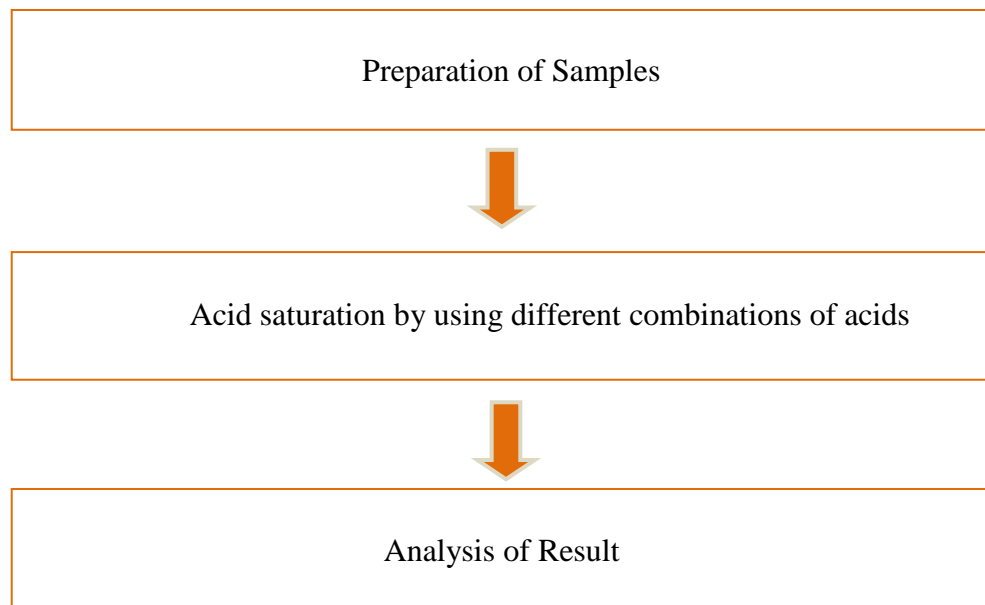 Preparation of Samples
Acid saturation by using different combinations of acids
Analysis of Result